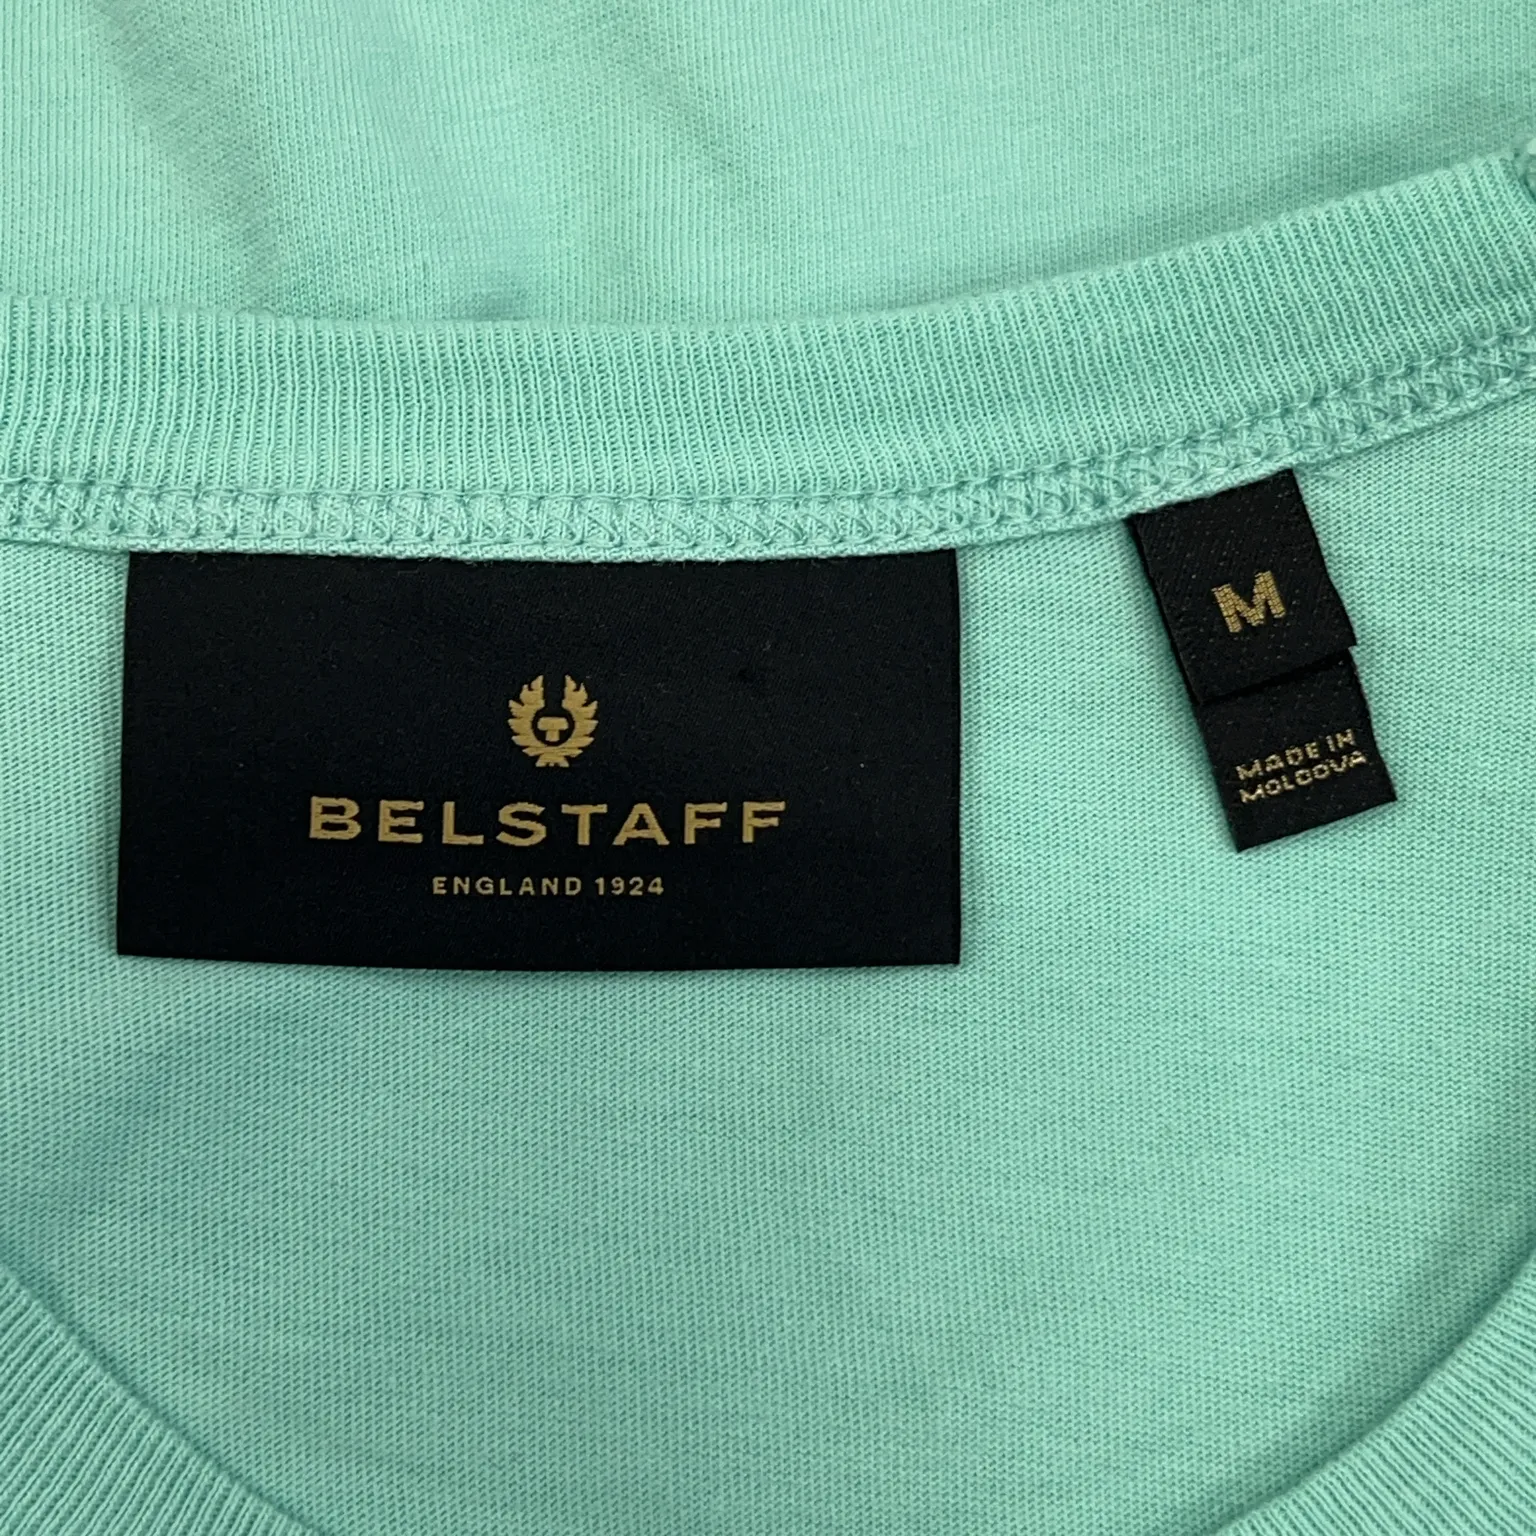 BELSTAFF
ENGLAND 1924
M
MADE IN
MOLDOVA